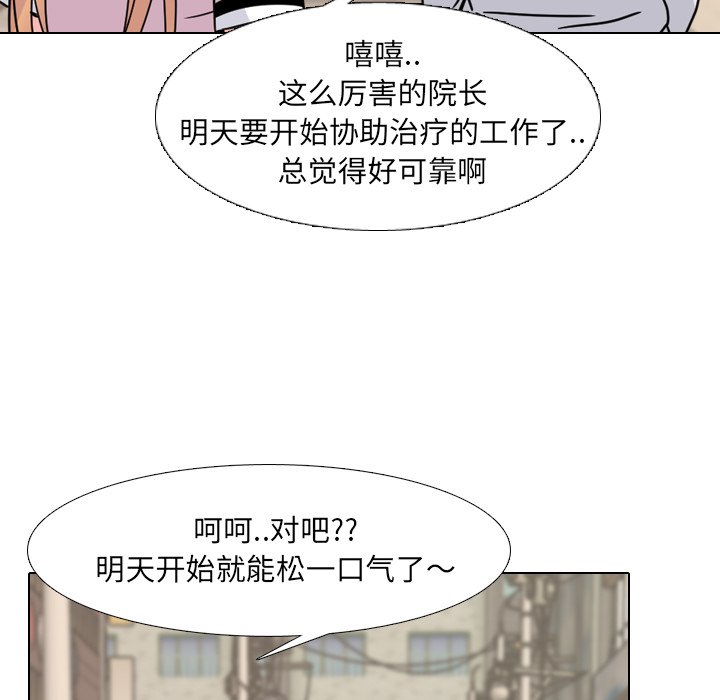 嘻嘻..
这么厉害的院长
明天要开始协助治疗的工作了..
总觉得好可靠啊
呵呵..对吧??
明天开始就能松一口气了～